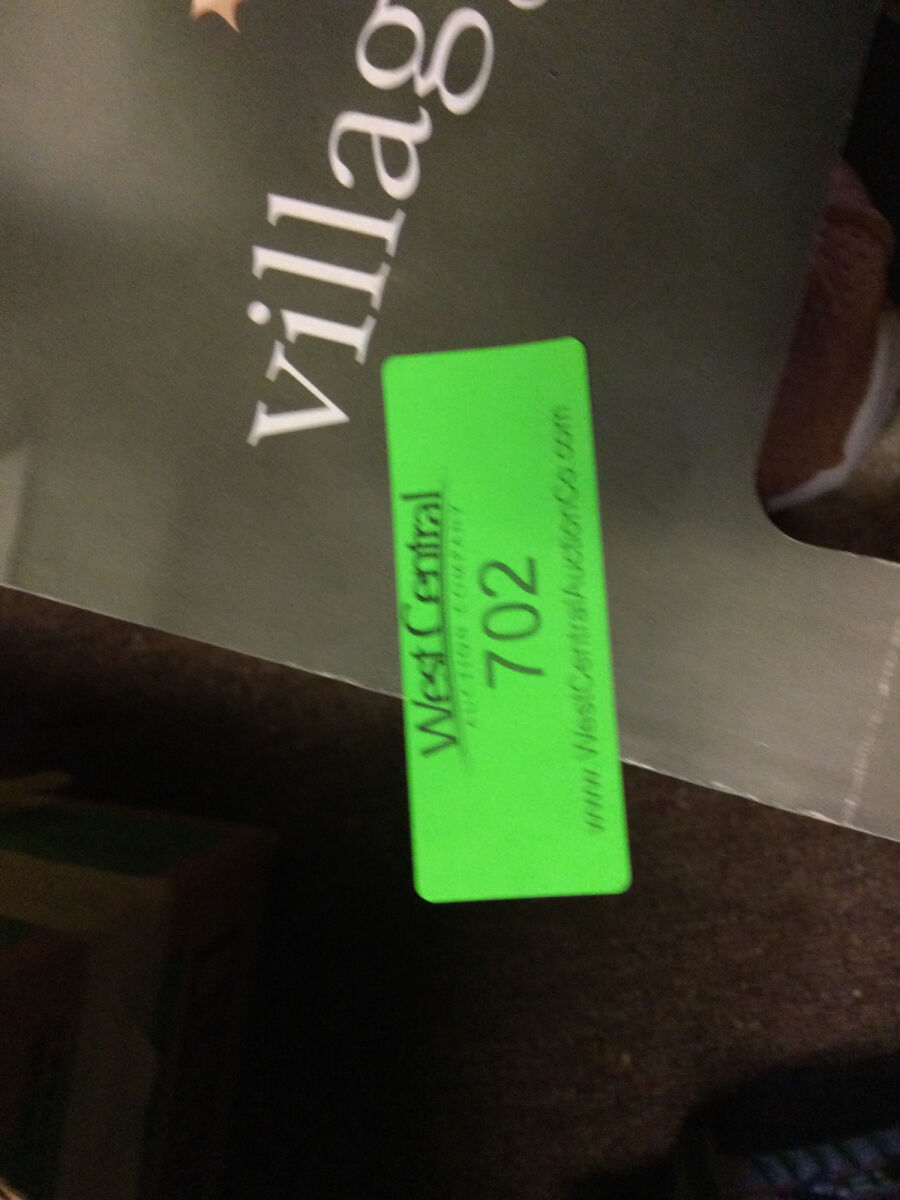 villag
West Central
AUCTION COMPANY
702
www.WestCentralAuctionCo.com